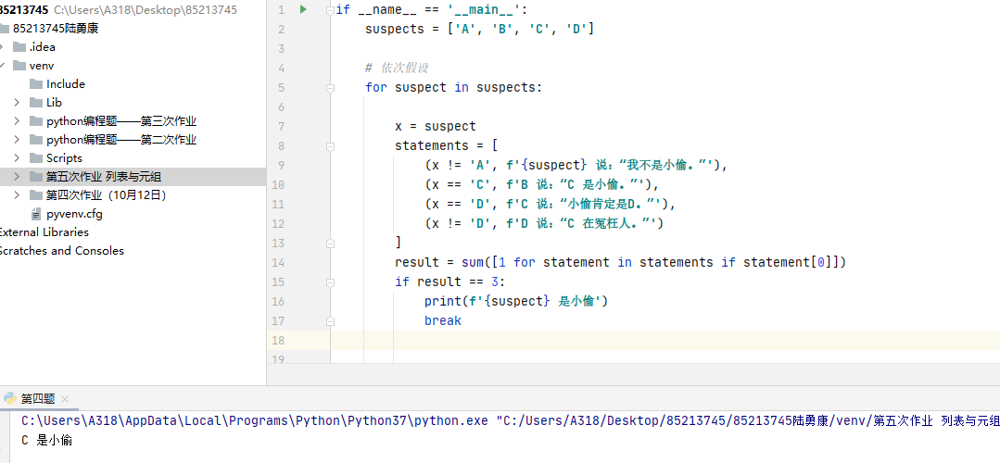 85213745 C:\Users\A318\Desktop\85213745
85213745陆勇康
.idea
venv
Include
Lib
python编程题——第三次作业
python编程题——第二次作业
Scripts
第五次作业 列表与元组
第四次作业（10月12日）
pyvenv.cfg
External Libraries
Scratches and Consoles
1 if __name__ == '__main__':
2 suspects = ['A', 'B', 'C', 'D']
3
4 # 依次假设
5 for suspect in suspects:
6
7 x = suspect
8 statements = [
9 (x != 'A', f'{suspect} 说：“我不是小偷。”'),
10 (x == 'C', f'B 说：“C 是小偷。”'),
11 (x == 'D', f'C 说：“小偷肯定是D。”'),
12 (x != 'D', f'D 说：“C 在冤枉人。”')
13 ]
14 result = sum([1 for statement in statements if statement[0]])
15 if result == 3:
16 print(f'{suspect} 是小偷')
17 break
18
19
第四题
C:\Users\A318\AppData\Local\Programs\Python\Python37\python.exe "C:/Users/A318/Desktop/85213745/85213745陆勇康/venv/第五次作业 列表与元组
C 是小偷